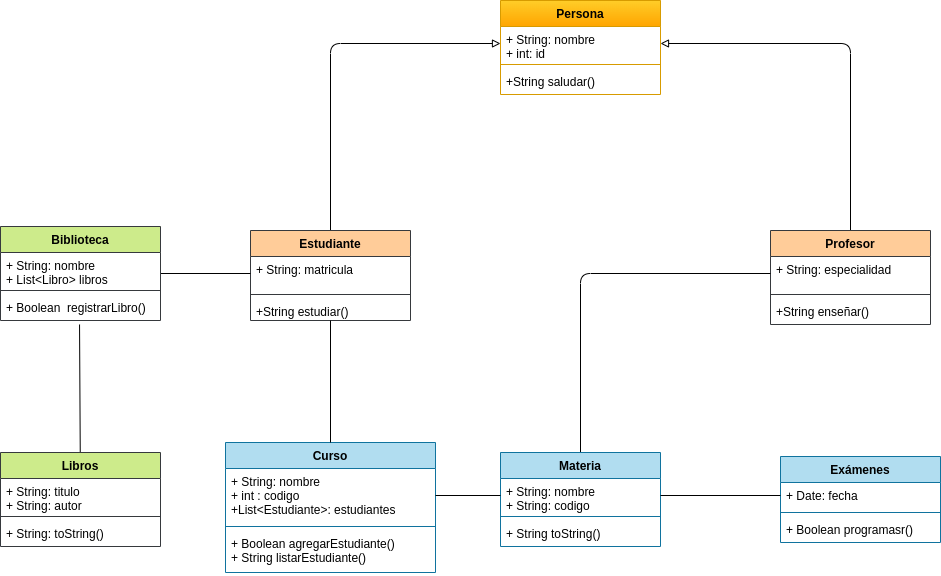 Persona
+ String: nombre
+ int: id
+String saludar()
Biblioteca
+ String: nombre
+ List<Libro> libros
+ Boolean  registrarLibro()
Estudiante
+ String: matricula
+String estudiar()
Profesor
+ String: especialidad
+String enseñar()
Libros
+ String: titulo
+ String: autor
+ String: toString()
Curso
+ String: nombre
+ int : codigo
+List<Estudiante>: estudiantes
+ Boolean agregarEstudiante()
+ String listarEstudiante()
Materia
+ String: nombre
+ String: codigo
+ String toString()
Exámenes
+ Date: fecha
+ Boolean programasr()